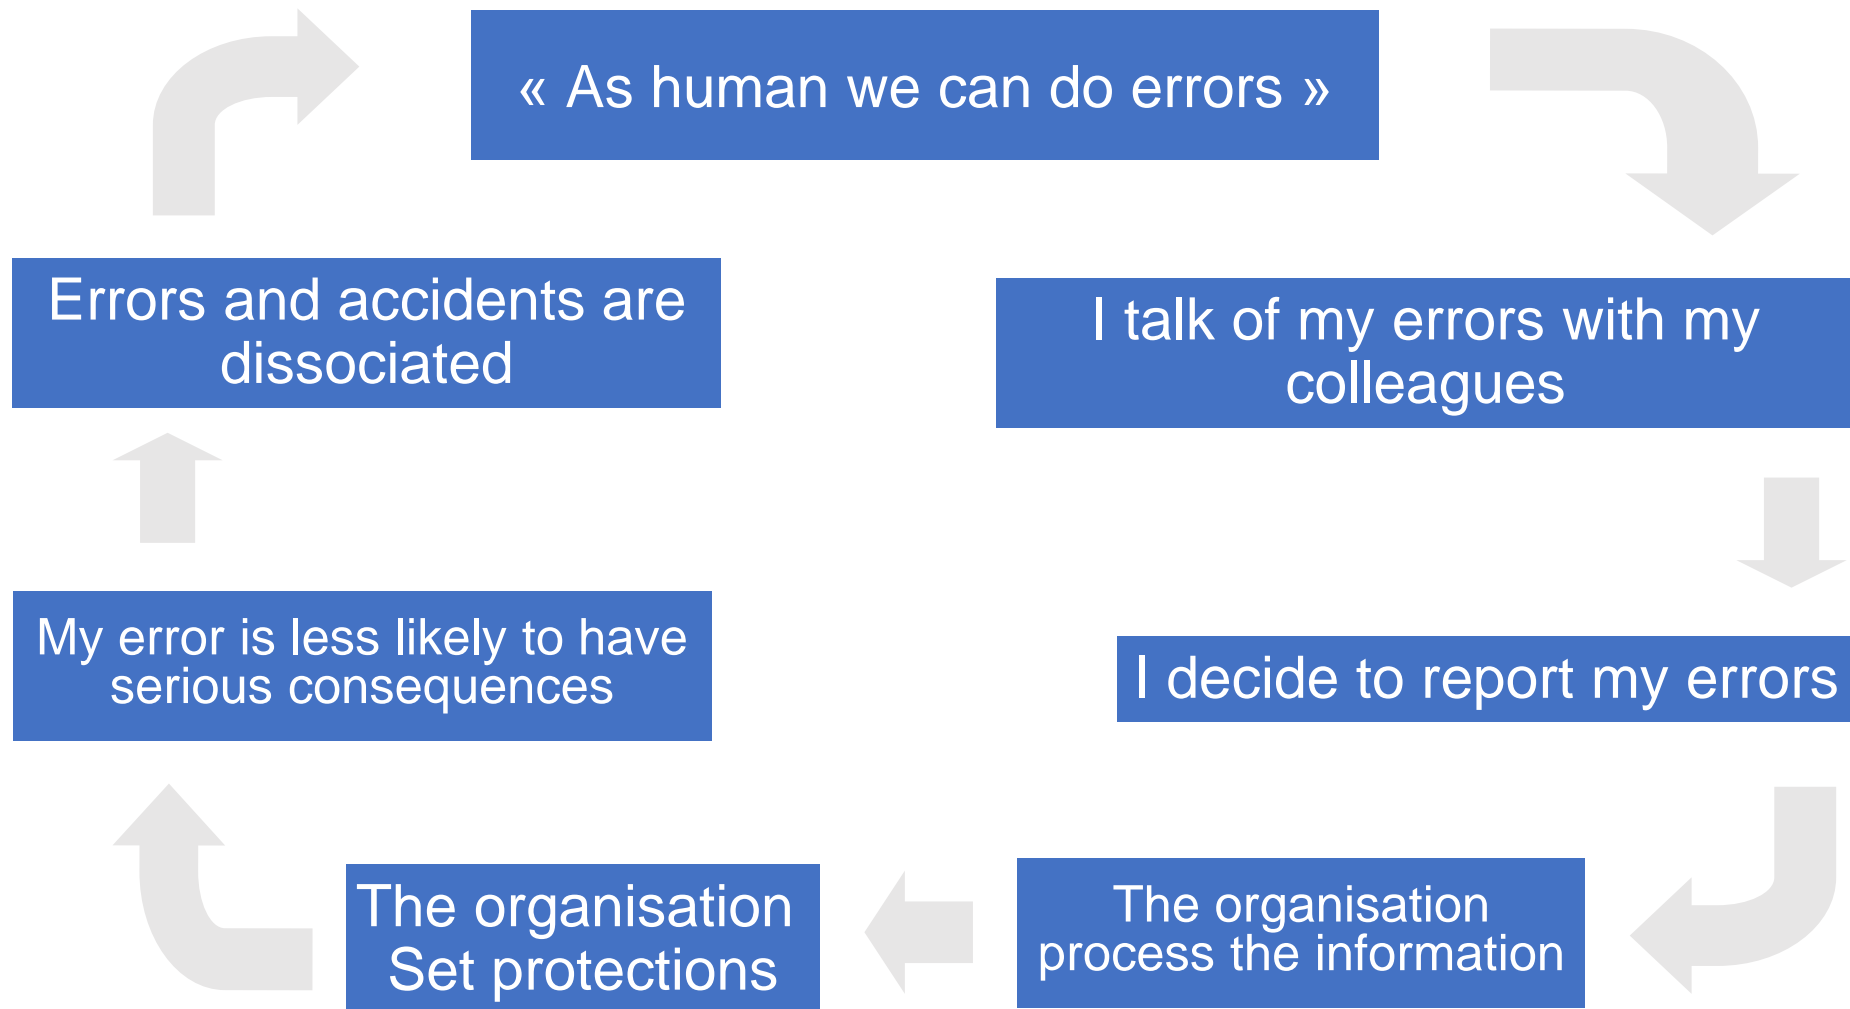 « As human we can do errors »
I talk of my errors with my
colleagues
I decide to report my errors
The organisation
process the information
The organisation
Set protections
My error is less likely to have
serious consequences
Errors and accidents are
dissociated